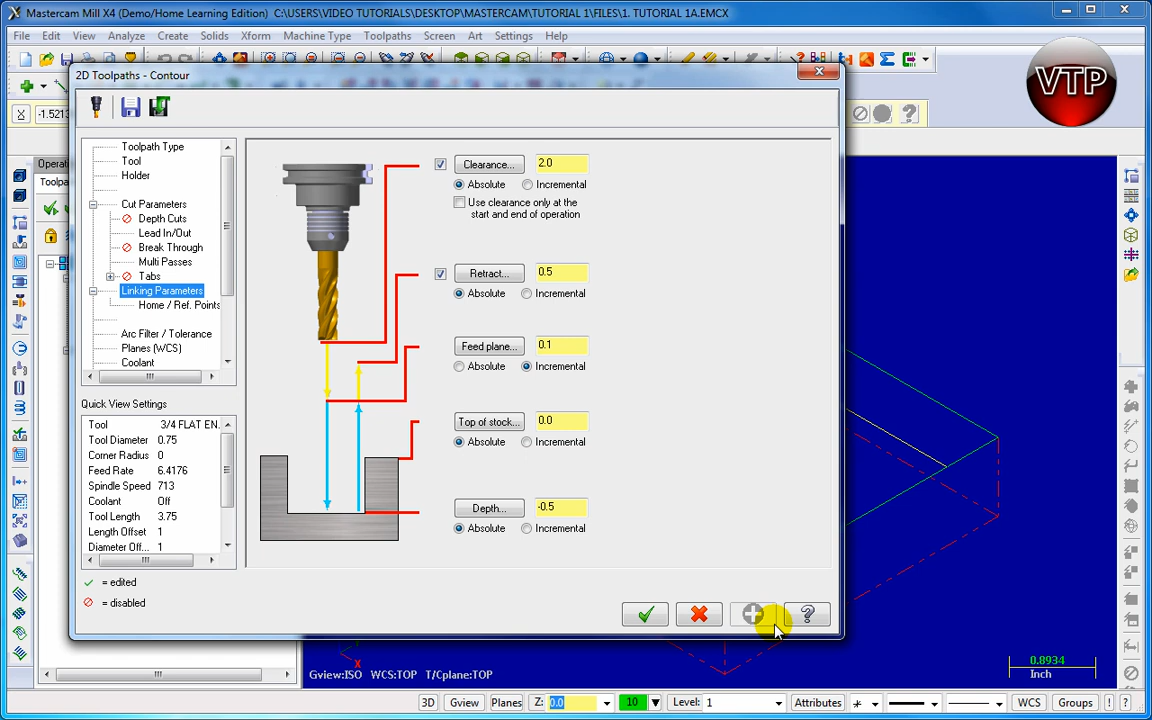 Mastercam Mill X4 (Demo/Home Learning Edition) C:\USERS\VIDEO TUTORIALS\DESKTOP\MASTERCAM\TUTORIAL 1\FILES\1. TUTORIAL 1A.EMCX
File Edit View Analyze Create Solids Xform Machine Type Toolpaths Screen Art Settings Help
2D Toolpaths - Contour
VTP
X -1.5213
Operati
Toolpa
Toolpath Type
Tool
Holder
Cut Parameters
Depth Cuts
Lead In/Out
Break Through
Multi Passes
Tabs
Linking Parameters
Home / Ref. Points
Arc Filter / Tolerance
Planes (WCS)
Coolant
Quick View Settings
Tool 3/4 FLAT EN.
Tool Diameter 0.75
Corner Radius 0
Feed Rate 6.4176
Spindle Speed 713
Coolant Off
Tool Length 3.75
Length Offset 1
Diameter Off... 1
= edited
= disabled
Clearance... 2.0
Absolute Incremental
Use clearance only at the
start and end of operation
Retract... 0.5
Absolute Incremental
Feed plane... 0.1
Absolute Incremental
Top of stock... 0.0
Absolute Incremental
Depth... -0.5
Absolute Incremental
X
Gview:ISO WCS:TOP T/Cplane:TOP
0.8934
Inch
3D Gview Planes Z: 0.0 10 Level: 1 Attributes WCS Groups ! ?